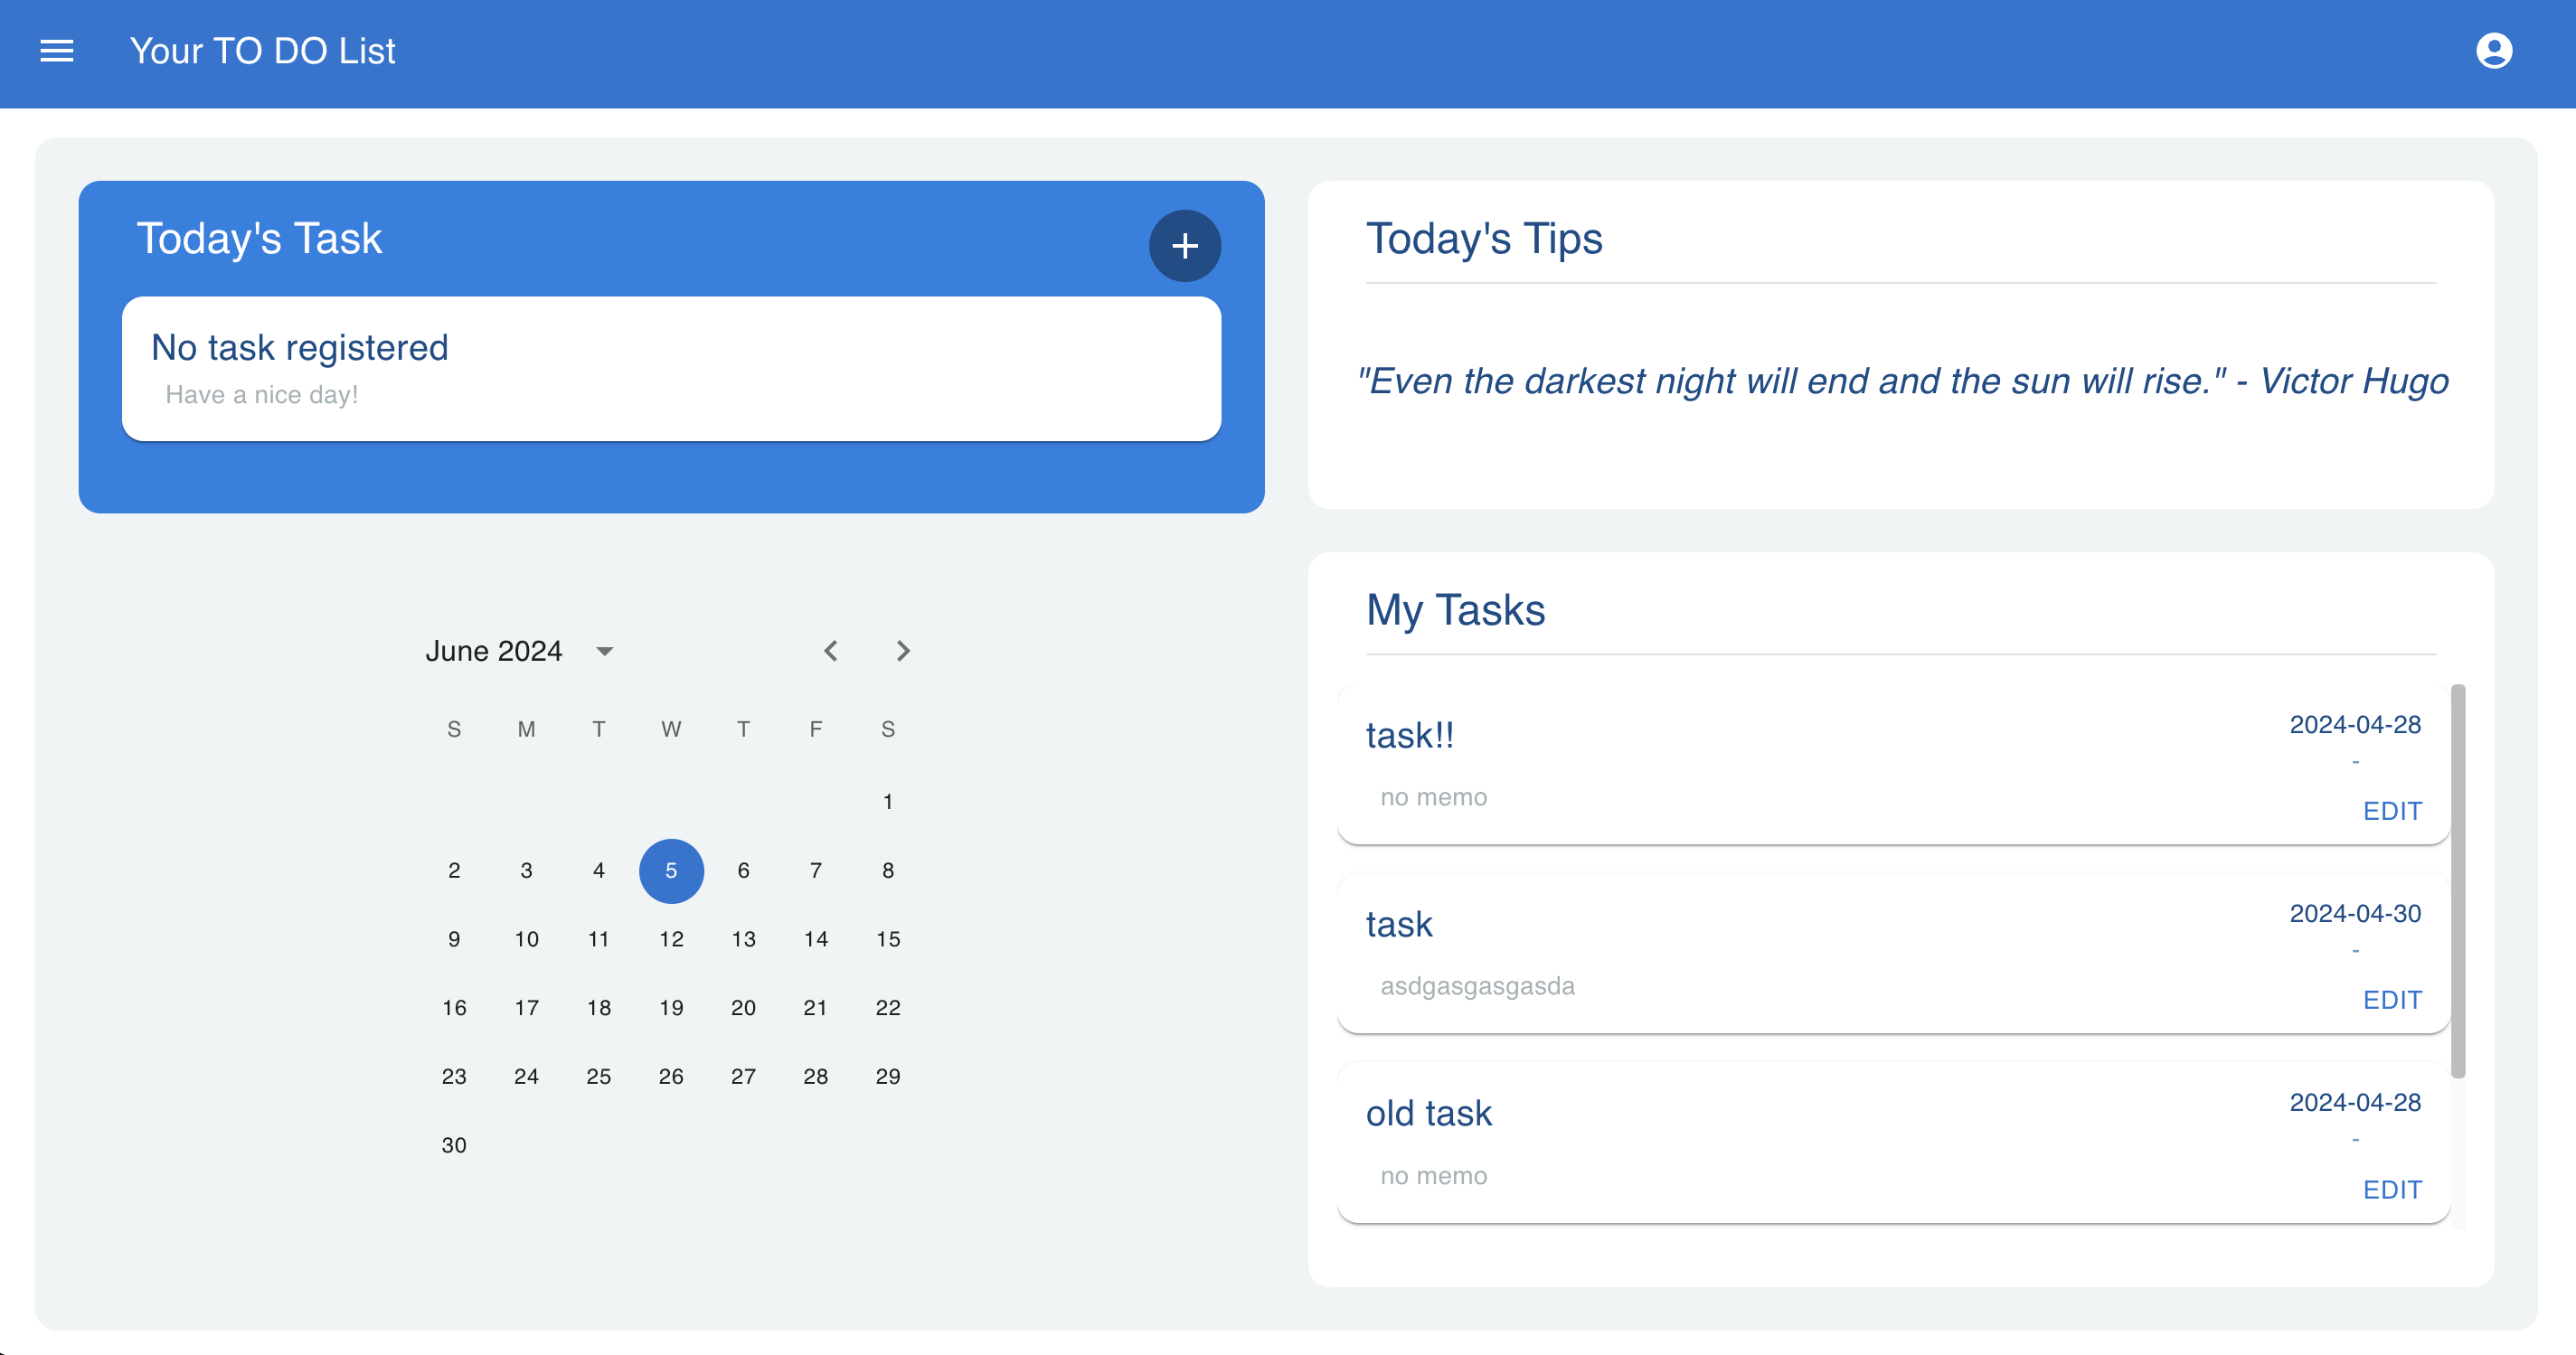 Your TO DO List
Today's Task
No task registered
Have a nice day!
Today's Tips
"Even the darkest night will end and the sun will rise." - Victor Hugo
June 2024
S M T W T F S
1
2 3 4 5 6 7 8
9 10 11 12 13 14 15
16 17 18 19 20 21 22
23 24 25 26 27 28 29
30
My Tasks
task!!
2024-04-28
-
no memo
EDIT
task
2024-04-30
-
asdgasgasgasda
EDIT
old task
2024-04-28
-
no memo
EDIT